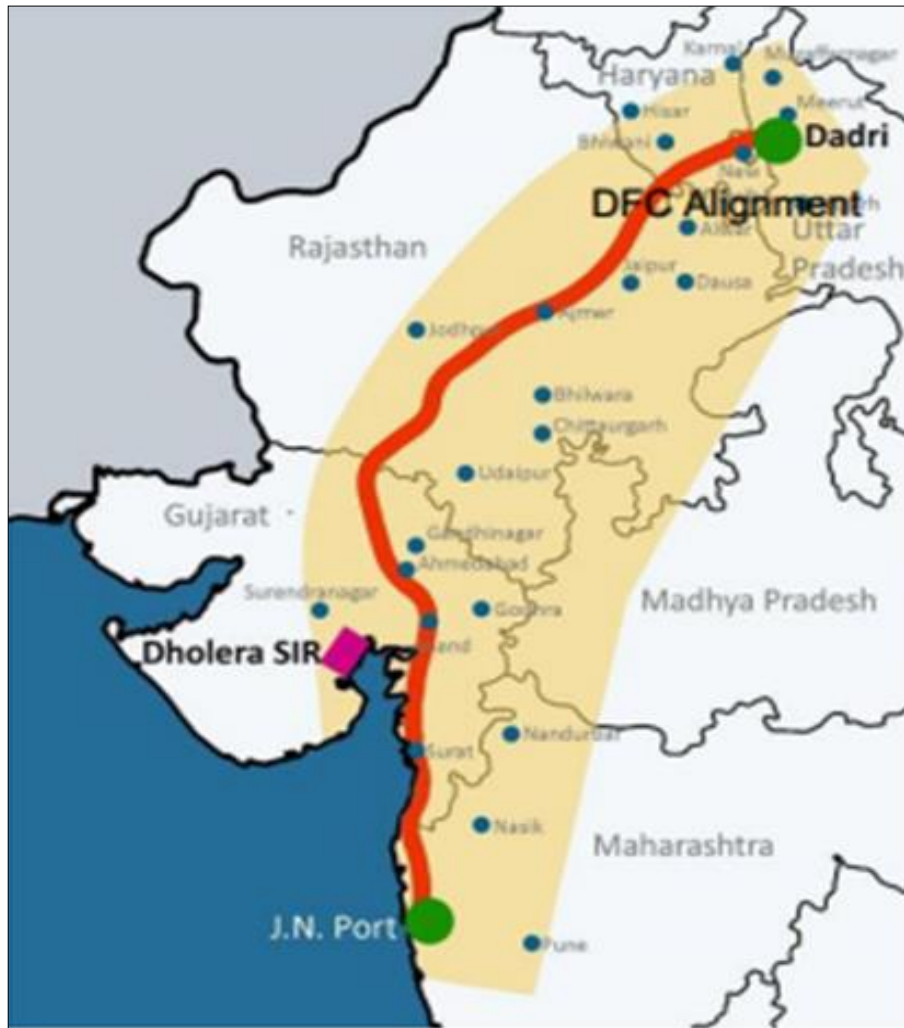 Karnal
Muzaffarnagar
Haryana
Hisar
Meerut
Bhiwani
Dadri
New
DFC Alignment
Alwar
Uttar
Pradesh
Rajasthan
Jaipur
Dausa
Ajmer
Jodhpur
Bhilwara
Chittaurgarh
Udaipur
Gujarat
Gandhinagar
Ahmedabad
Surendranagar
Godhra
Madhya Pradesh
Dholera SIR
Anand
Nandurbar
Surat
Nasik
Maharashtra
J.N. Port
Pune